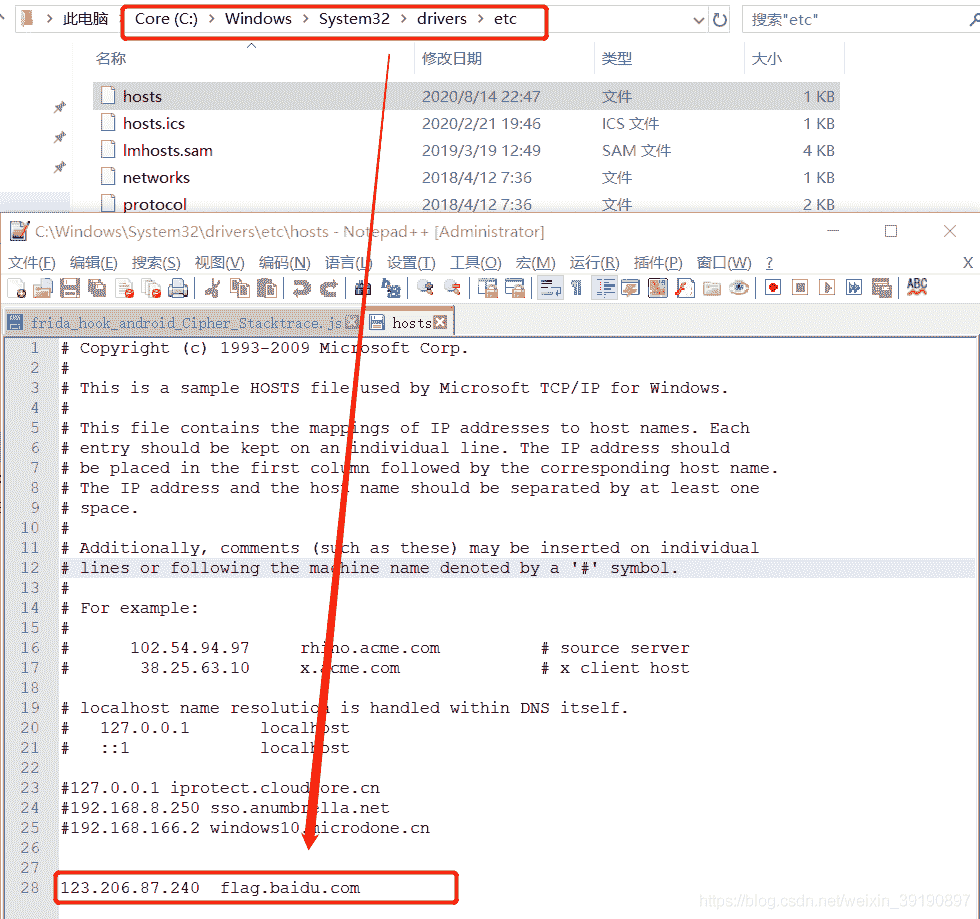 此电脑 > Core (C:) > Windows > System32 > drivers > etc
搜索"etc"
名称 修改日期 类型 大小
hosts 2020/8/14 22:47 文件 1 KB
hosts.ics 2020/2/21 19:46 ICS 文件 1 KB
lmhosts.sam 2019/3/19 12:49 SAM 文件 4 KB
networks 2018/4/12 7:36 文件 1 KB
protocol 2018/4/12 7:36 文件 2 KB
C:\Windows\System32\drivers\etc\hosts - Notepad++ [Administrator]
文件(F) 编辑(E) 搜索(S) 视图(V) 编码(N) 语言(L) 设置(T) 工具(O) 宏(M) 运行(R) 插件(P) 窗口(W) ? X
ABC
frida_hook_android_Cipher_Stacktrace.js hosts
1 # Copyright (c) 1993-2009 Microsoft Corp.
2 #
3 # This is a sample HOSTS file used by Microsoft TCP/IP for Windows.
4 #
5 # This file contains the mappings of IP addresses to host names. Each
6 # entry should be kept on an individual line. The IP address should
7 # be placed in the first column followed by the corresponding host name.
8 # The IP address and the host name should be separated by at least one
9 # space.
10 #
11 # Additionally, comments (such as these) may be inserted on individual
12 # lines or following the machine name denoted by a '#' symbol.
13 #
14 # For example:
15 #
16 # 102.54.94.97 rhino.acme.com # source server
17 # 38.25.63.10 x.acme.com # x client host
18
19 # localhost name resolution is handled within DNS itself.
20 # 127.0.0.1 localhost
21 # ::1 localhost
22
23 #127.0.0.1 iprotect.cloudcore.cn
24 #192.168.8.250 sso.anumbrella.net
25 #192.168.166.2 windows10.microdone.cn
26
27
28 123.206.87.240 flag.baidu.com
https://blog.csdn.net/weixin_39190897